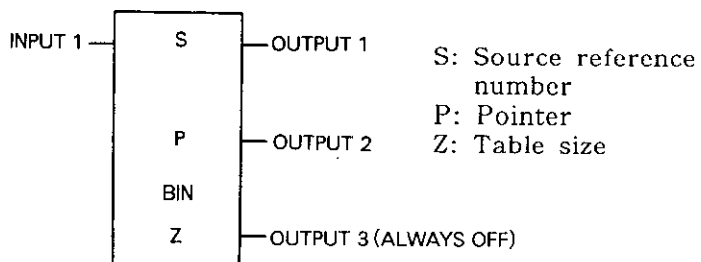 INPUT 1
S
OUTPUT 1
P
OUTPUT 2
BIN
Z
OUTPUT 3 (ALWAYS OFF)
S: Source reference
number
P: Pointer
Z: Table size